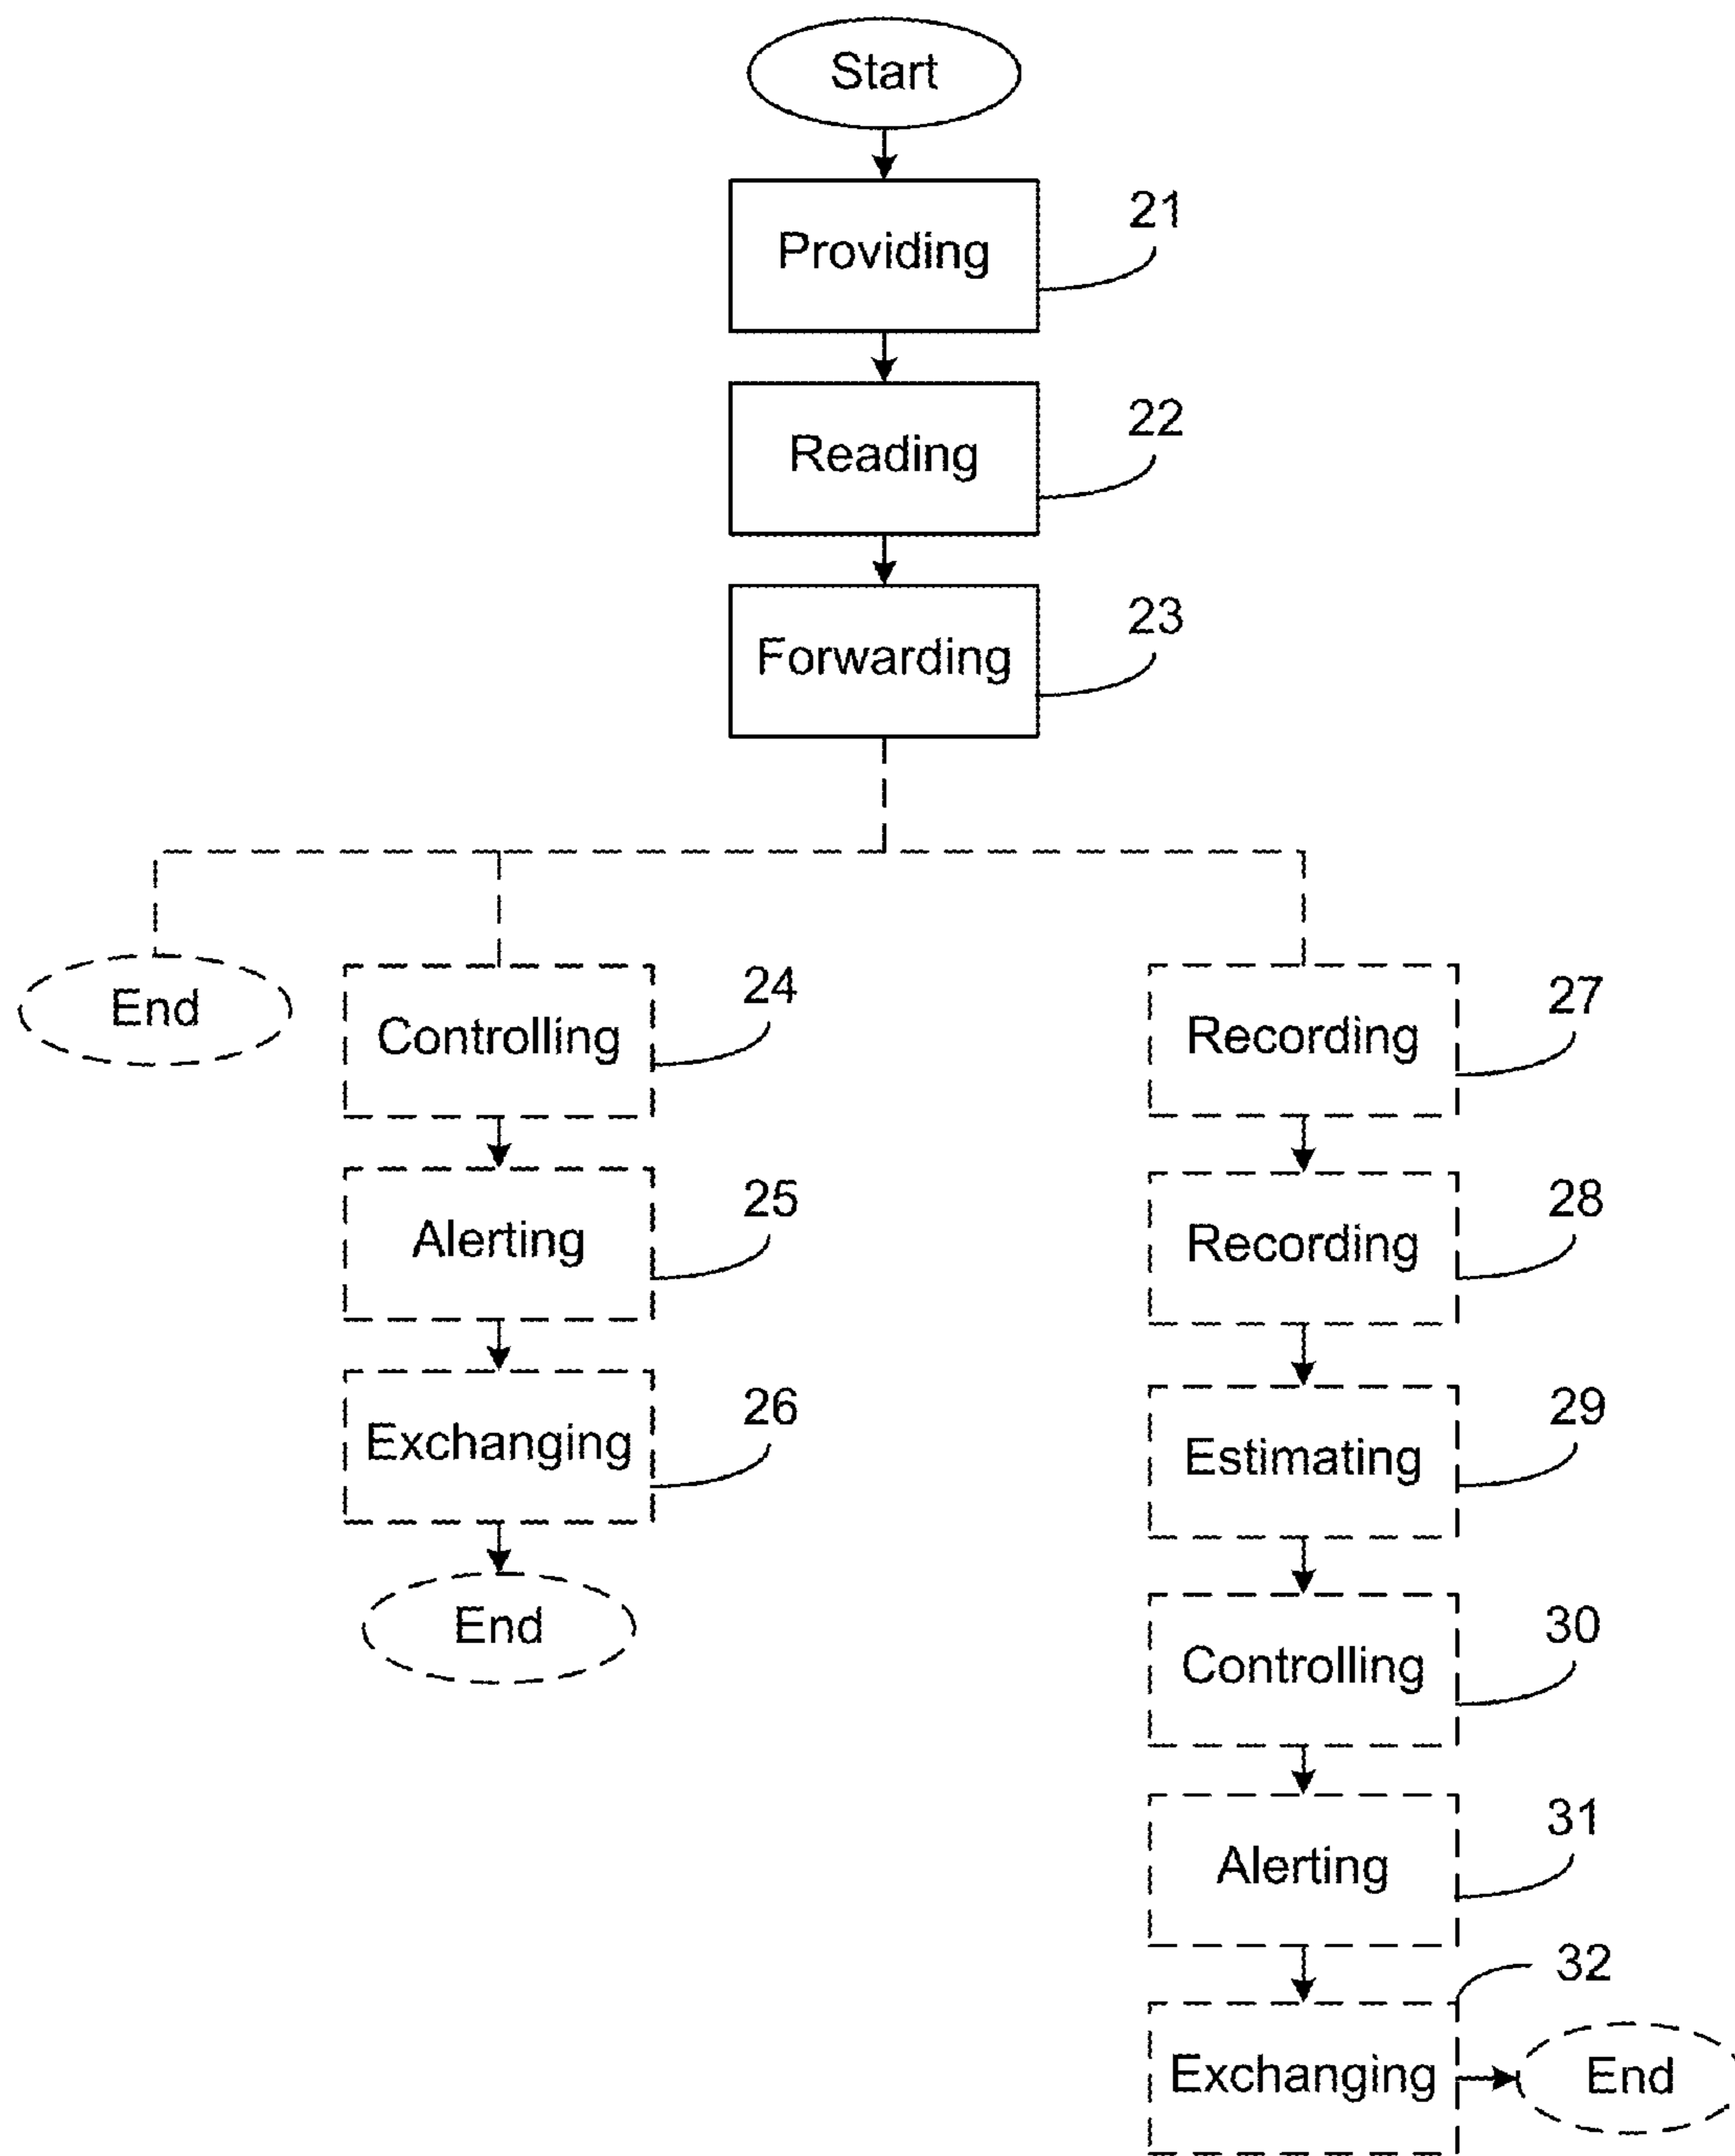 Start
21
Providing
22
Reading
23
Forwarding
End
24
Controlling
25
Alerting
26
Exchanging
End
27
Recording
28
Recording
29
Estimating
30
Controlling
31
Alerting
32
Exchanging
End